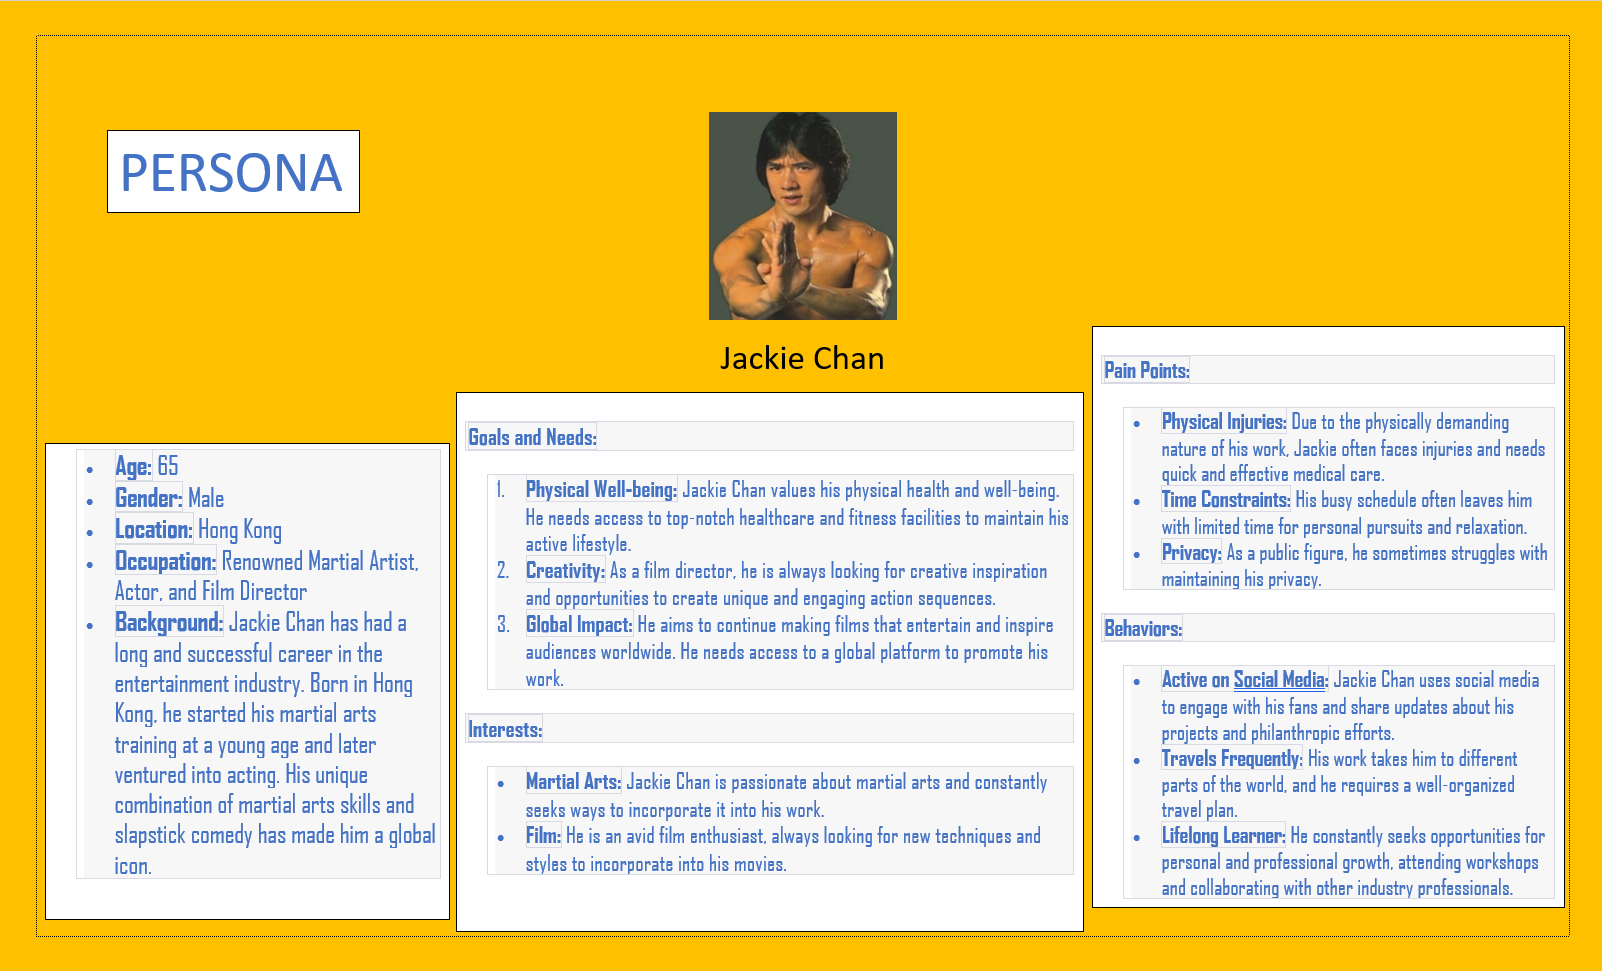 PERSONA
Jackie Chan
Age: 65
Gender: Male
Location: Hong Kong
Occupation: Renowned Martial Artist,
Actor, and Film Director
Background: Jackie Chan has had a
long and successful career in the
entertainment industry. Born in Hong
Kong, he started his martial arts
training at a young age and later
ventured into acting. His unique
combination of martial arts skills and
slapstick comedy has made him a global
icon.
Goals and Needs:
1. Physical Well-being: Jackie Chan values his physical health and well-being.
He needs access to top-notch healthcare and fitness facilities to maintain his
active lifestyle.
2. Creativity: As a film director, he is always looking for creative inspiration
and opportunities to create unique and engaging action sequences.
3. Global Impact: He aims to continue making films that entertain and inspire
audiences worldwide. He needs access to a global platform to promote his
work.
Interests:
Martial Arts: Jackie Chan is passionate about martial arts and constantly
seeks ways to incorporate it into his work.
Film: He is an avid film enthusiast, always looking for new techniques and
styles to incorporate into his movies.
Pain Points:
Physical Injuries: Due to the physically demanding
nature of his work, Jackie often faces injuries and needs
quick and effective medical care.
Time Constraints: His busy schedule often leaves him
with limited time for personal pursuits and relaxation.
Privacy: As a public figure, he sometimes struggles with
maintaining his privacy.
Behaviors:
Active on Social Media: Jackie Chan uses social media
to engage with his fans and share updates about his
projects and philanthropic efforts.
Travels Frequently: His work takes him to different
parts of the world, and he requires a well-organized
travel plan.
Lifelong Learner: He constantly seeks opportunities for
personal and professional growth, attending workshops
and collaborating with other industry professionals.